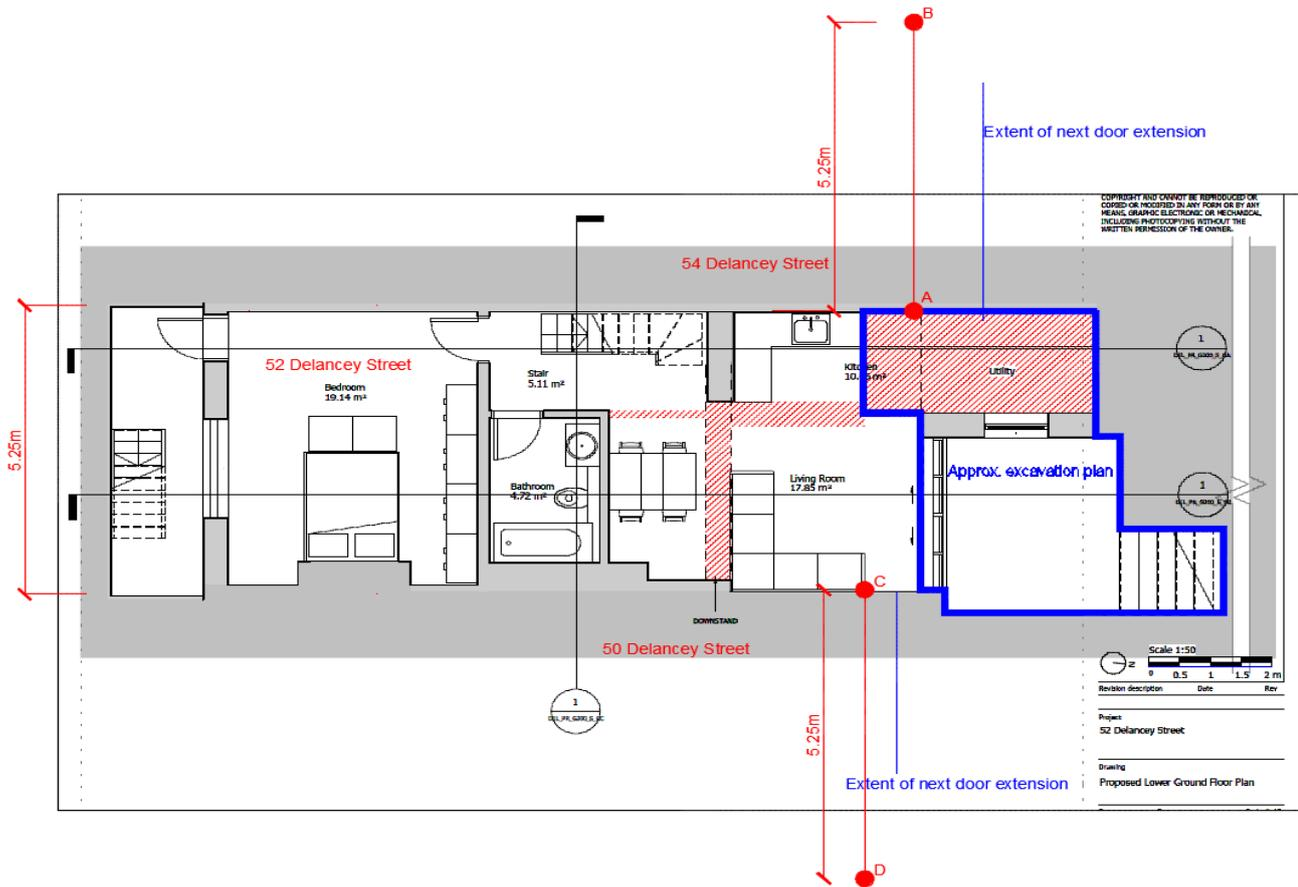 B
Extent of next door extension
5.25m
COPYRIGHT AND CANNOT BE REPRODUCED OR
COPIED OR MODIFIED IN ANY FORM OR BY ANY
MEANS, GRAPHIC ELECTRONIC OR MECHANICAL,
INCLUDING PHOTOCOPYING WITHOUT THE
WRITTEN PERMISSION OF THE OWNER.
54 Delancey Street
A
52 Delancey Street
Bedroom
19.14 m²
Stair
5.11 m²
Utility
1
5.25m
Approx. excavation plan
Bathroom
4.72 m²
Living Room
17.85 m²
1
C
DOWNSTAND
50 Delancey Street
N
Scale 1:50
0 0.5 1 1.5 2 m
Revision description Date Rev
1
Project
52 Delancey Street
5.25m
Drawing
Proposed Lower Ground Floor Plan
Extent of next door extension
D